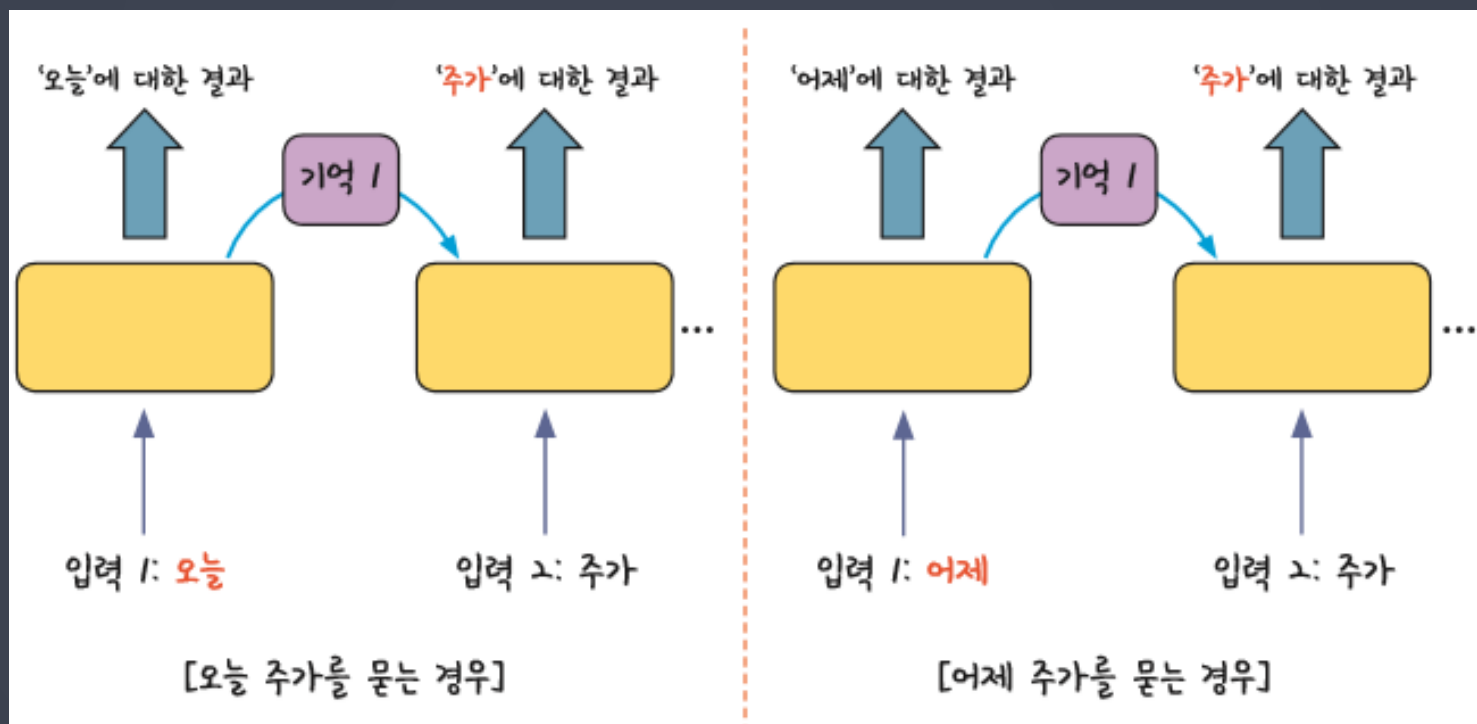 '오늘'에 대한 결과
'주가'에 대한 결과
기억 1
...
입력 1: 오늘
입력 2: 주가
[오늘 주가를 묻는 경우]
'어제'에 대한 결과
'주가'에 대한 결과
기억 1
...
입력 1: 어제
입력 2: 주가
[어제 주가를 묻는 경우]